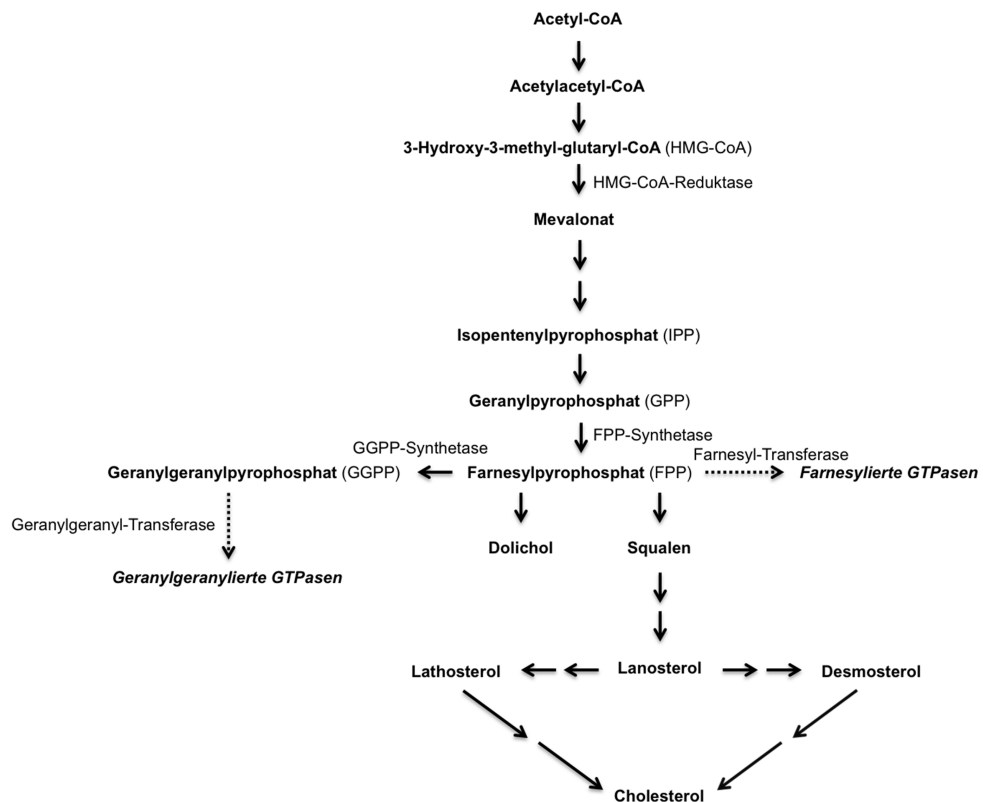 Acetyl-CoA
Acetylacetyl-CoA
3-Hydroxy-3-methyl-glutaryl-CoA (HMG-CoA)
HMG-CoA-Reduktase
Mevalonat
Isopentenylpyrophosphat (IPP)
Geranylpyrophosphat (GPP)
FPP-Synthetase
GGPP-Synthetase
Farnesyl-Transferase
Geranylgeranylpyrophosphat (GGPP)
Farnesylpyrophosphat (FPP)
Farnesylierte GTPasen
Geranylgeranyl-Transferase
Dolichol
Squalen
Geranylgeranylierte GTPasen
Lathosterol
Lanosterol
Desmosterol
Cholesterol